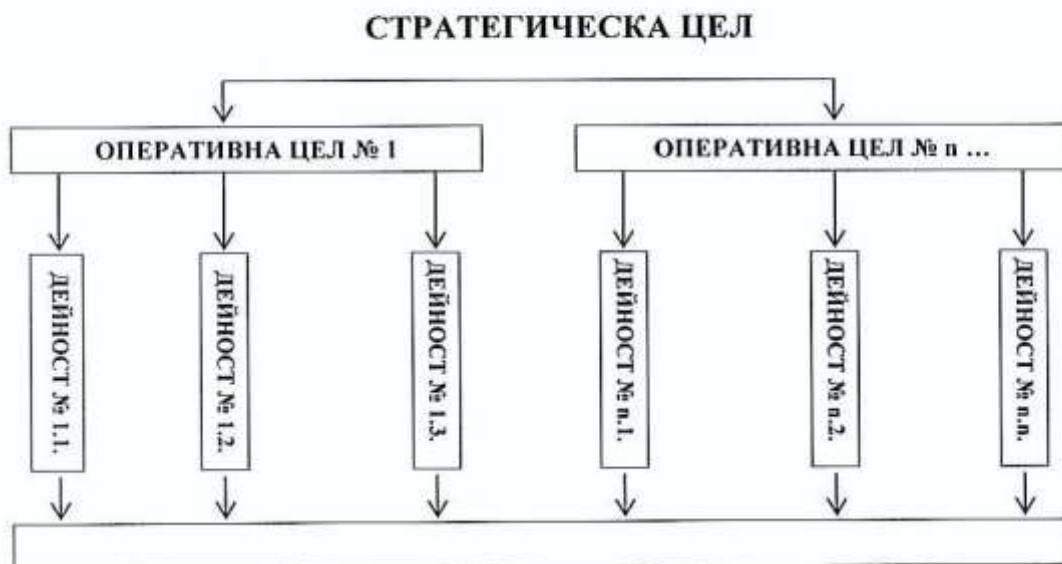 СТРАТЕГИЧЕСКА ЦЕЛ
ОПЕРАТИВНА ЦЕЛ № 1
ОПЕРАТИВНА ЦЕЛ № n ...
ДЕЙНОСТ № 1.1.
ДЕЙНОСТ № 1.2.
ДЕЙНОСТ № 1.3.
ДЕЙНОСТ № n.1.
ДЕЙНОСТ № n.2.
ДЕЙНОСТ № n.n.